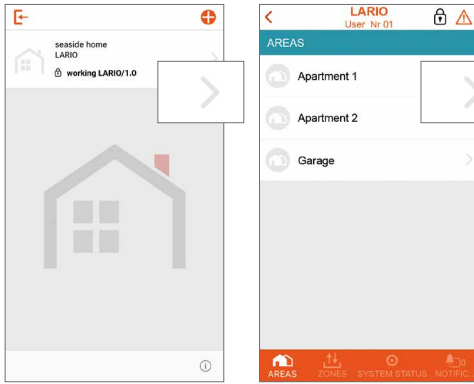 seaside home
LARIO
working LARIO/1.0
LARIO
User Nr 01
AREAS
Apartment 1
Apartment 2
Garage
AREAS ZONES SYSTEM STATUS NOTIFIC